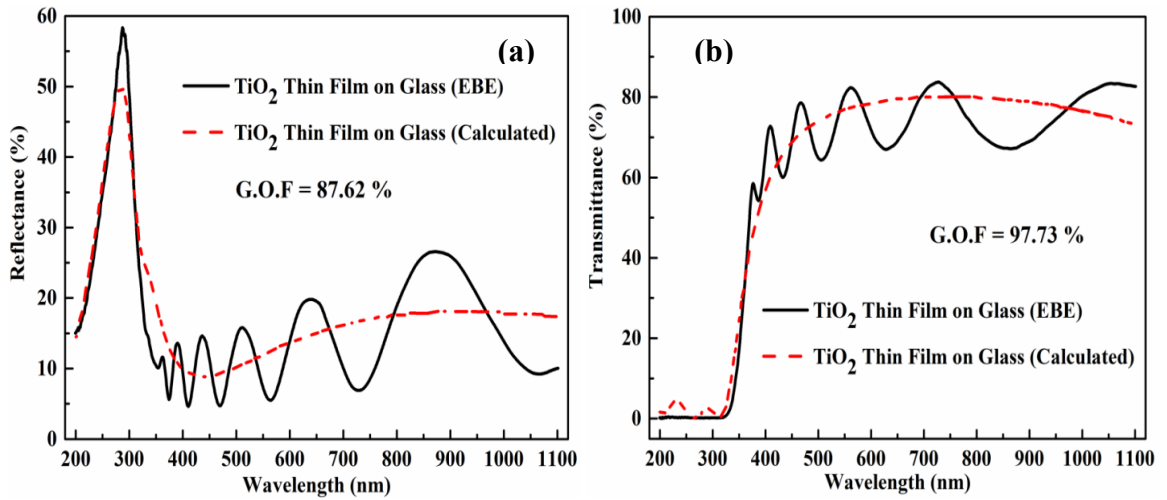 (a)
TiO2 Thin Film on Glass (EBE)
TiO2 Thin Film on Glass (Calculated)
G.O.F = 87.62 %
Reflectance (%)
60
50
40
30
20
10
0
200 300 400 500 600 700 800 900 1000 1100
Wavelength (nm)
(b)
G.O.F = 97.73 %
TiO2 Thin Film on Glass (EBE)
TiO2 Thin Film on Glass (Calculated)
Transmittance (%)
100
80
60
40
20
0
200 300 400 500 600 700 800 900 1000 1100
Wavelength (nm)